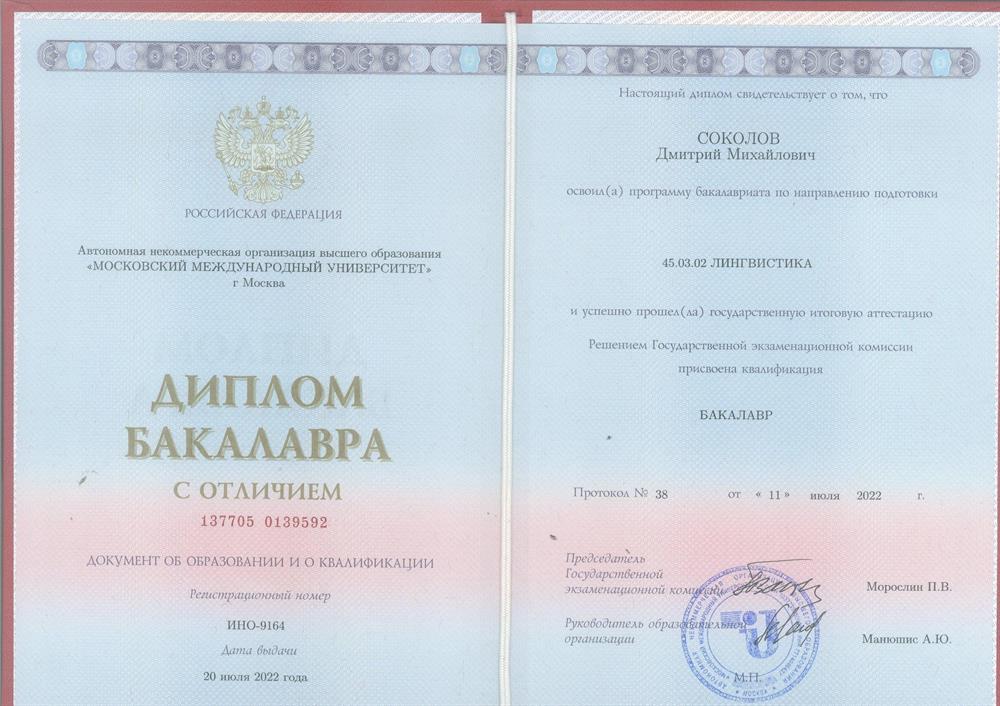 РОССИЙСКАЯ ФЕДЕРАЦИЯ
Автономная некоммерческая организация высшего образования
«МОСКОВСКИЙ МЕЖДУНАРОДНЫЙ УНИВЕРСИТЕТ»
г Москва
ДИПЛОМ
БАКАЛАВРА
С ОТЛИЧИЕМ
137705 0139592
ДОКУМЕНТ ОБ ОБРАЗОВАНИИ И О КВАЛИФИКАЦИИ
Регистрационный номер
ИНО-9164
Дата выдачи
20 июля 2022 года
Настоящий диплом свидетельствует о том, что
СОКОЛОВ
Дмитрий Михайлович
освоил(а) программу бакалавриата по направлению подготовки
45.03.02 ЛИНГВИСТИКА
и успешно прошел(ла) государственную итоговую аттестацию
Решением Государственной экзаменационной комиссии
присвоена квалификация
БАКАЛАВР
Протокол № 38 от « 11 » июля 2022 г.
Председатель
Государственной
экзаменационной комиссии Морослин П.В.
Руководитель образовательной
организации Манюшис А.Ю.
М.П.